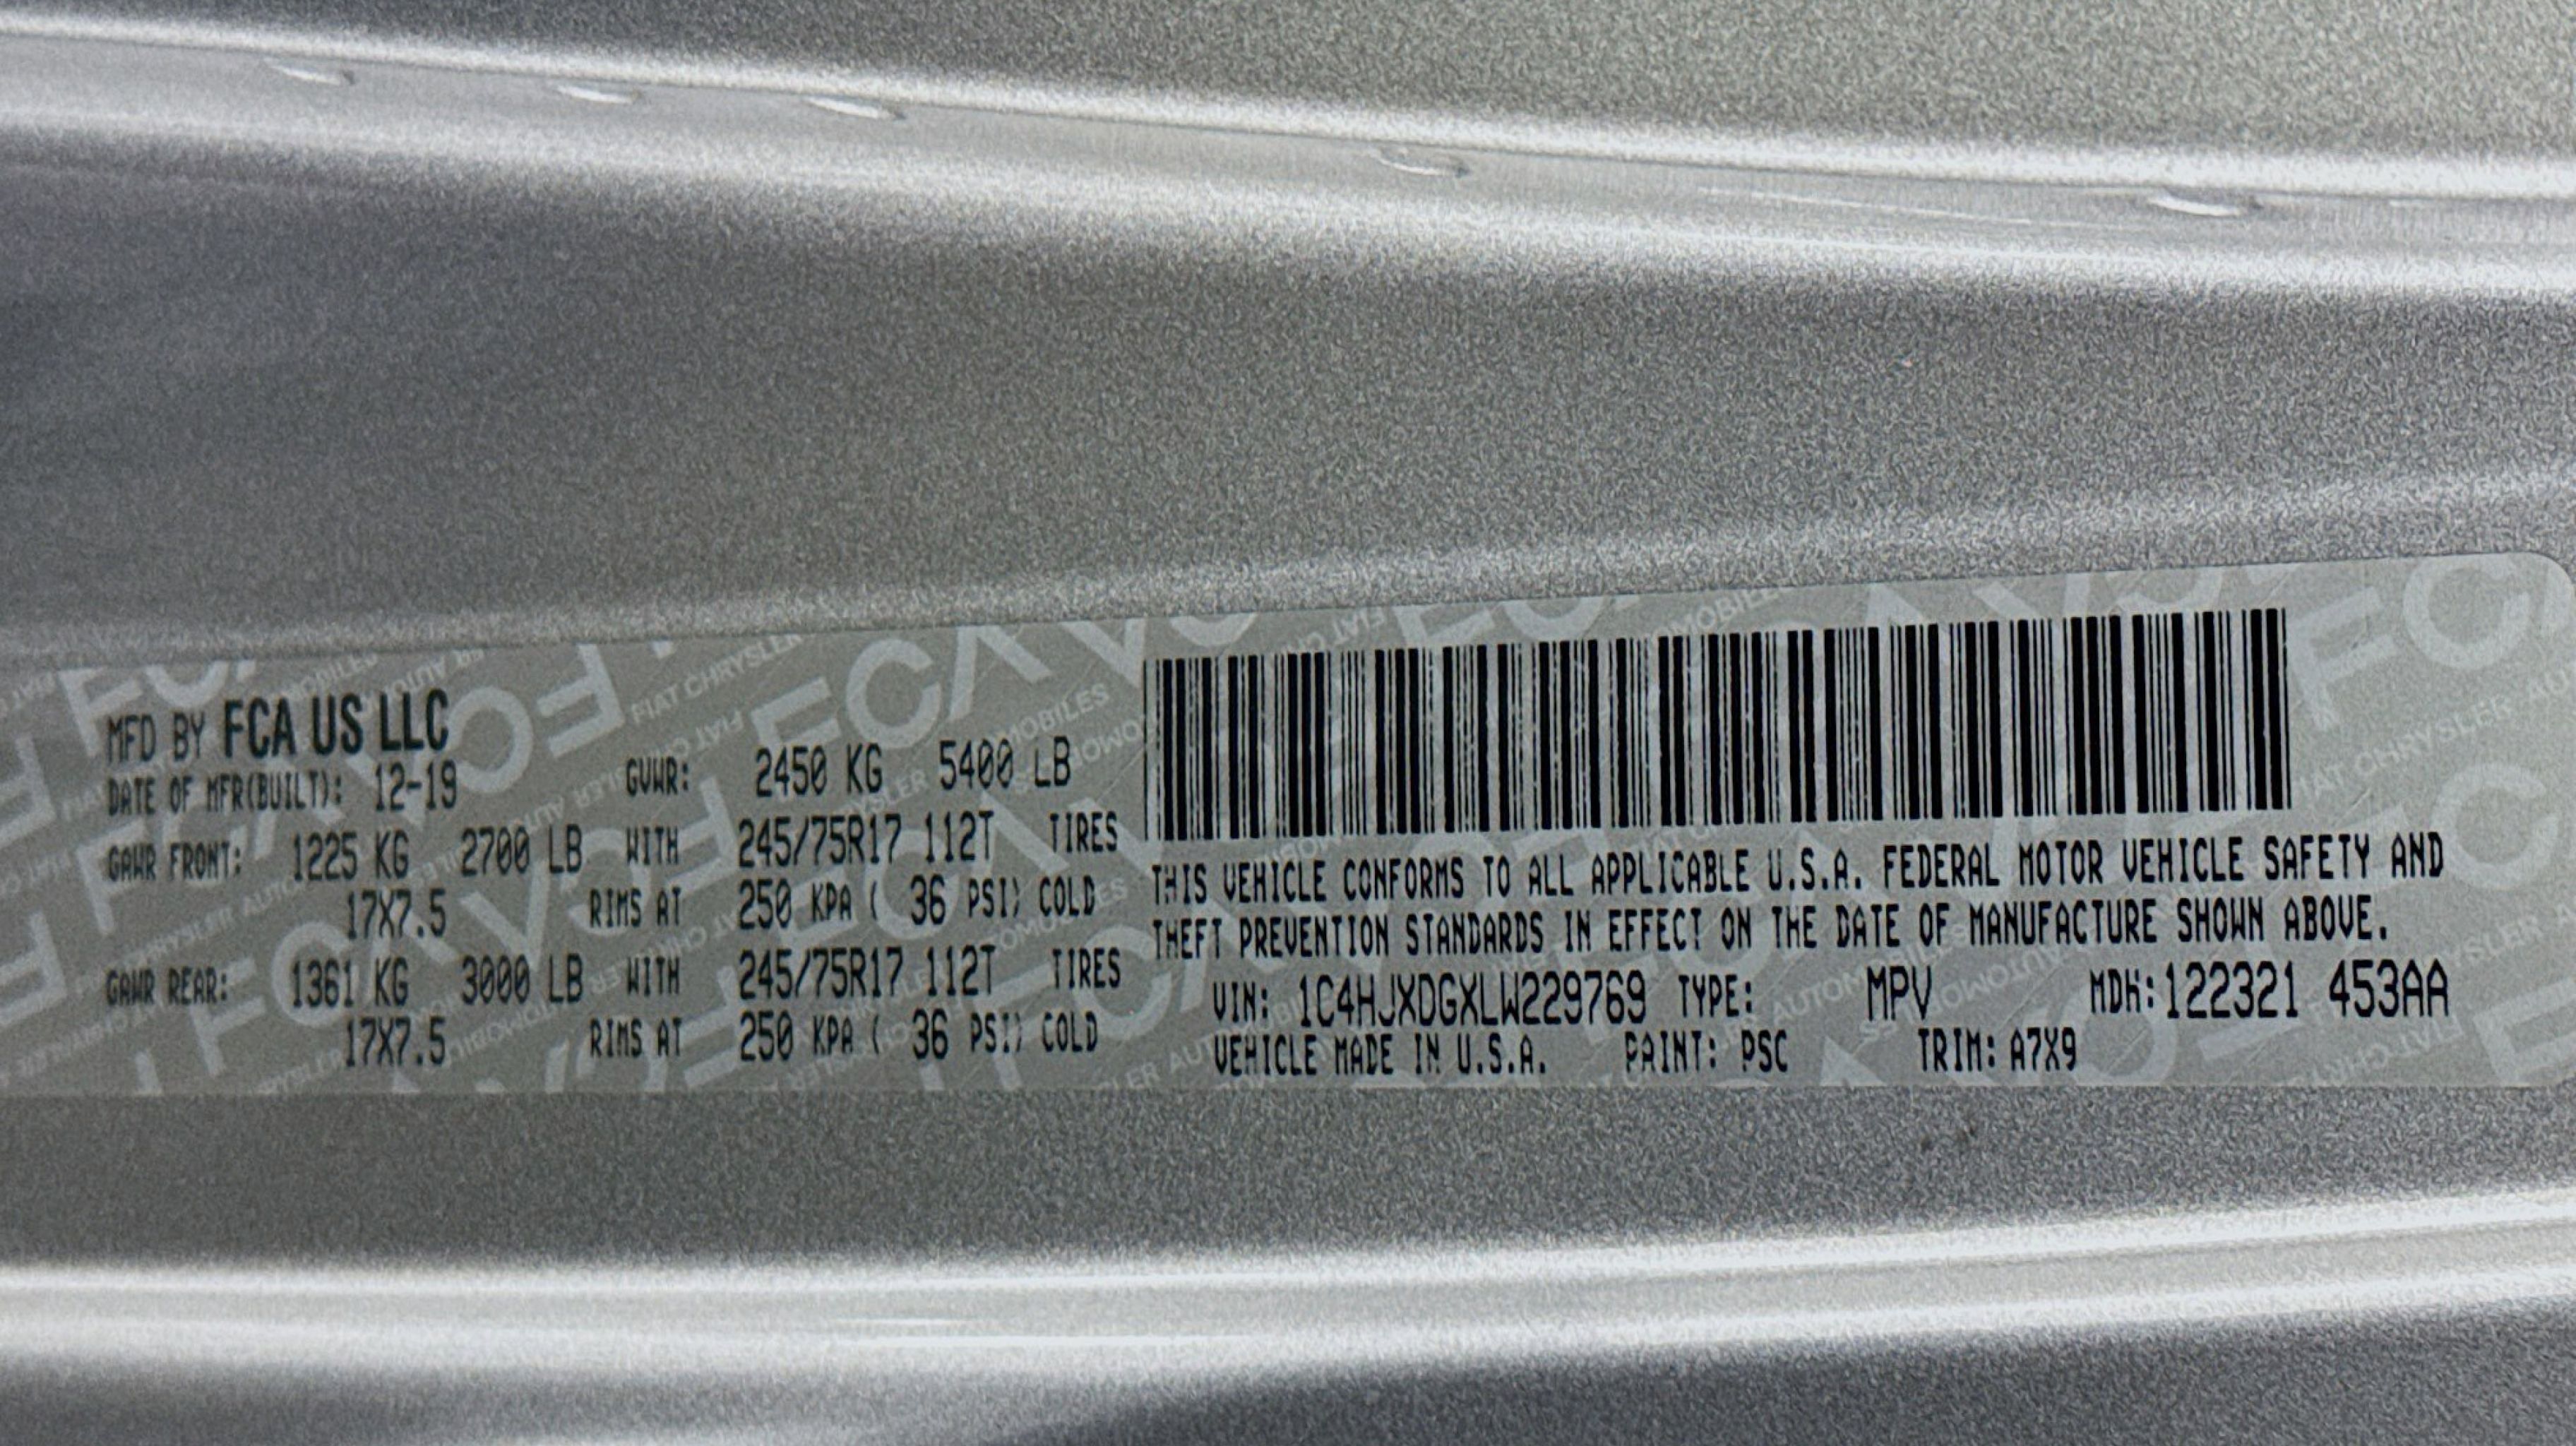 MFD BY FCA US LLC
DATE OF MFR(BUILT): 12-19 GVWR: 2450 KG 5400 LB
GAWR FRONT: 1225 KG 2700 LB WITH 245/75R17 112T TIRES
17X7.5 RIMS AT 250 KPA ( 36 PSI) COLD
GAWR REAR: 1361 KG 3000 LB WITH 245/75R17 112T TIRES
17X7.5 RIMS AT 250 KPA ( 36 PSI) COLD
THIS VEHICLE CONFORMS TO ALL APPLICABLE U.S.A. FEDERAL MOTOR VEHICLE SAFETY AND
THEFT PREVENTION STANDARDS IN EFFECT ON THE DATE OF MANUFACTURE SHOWN ABOVE.
VIN: 1C4HJXDGXLW229769 TYPE: MPV MDH:122321 453AA
VEHICLE MADE IN U.S.A. PAINT: PSC TRIM: A7X9